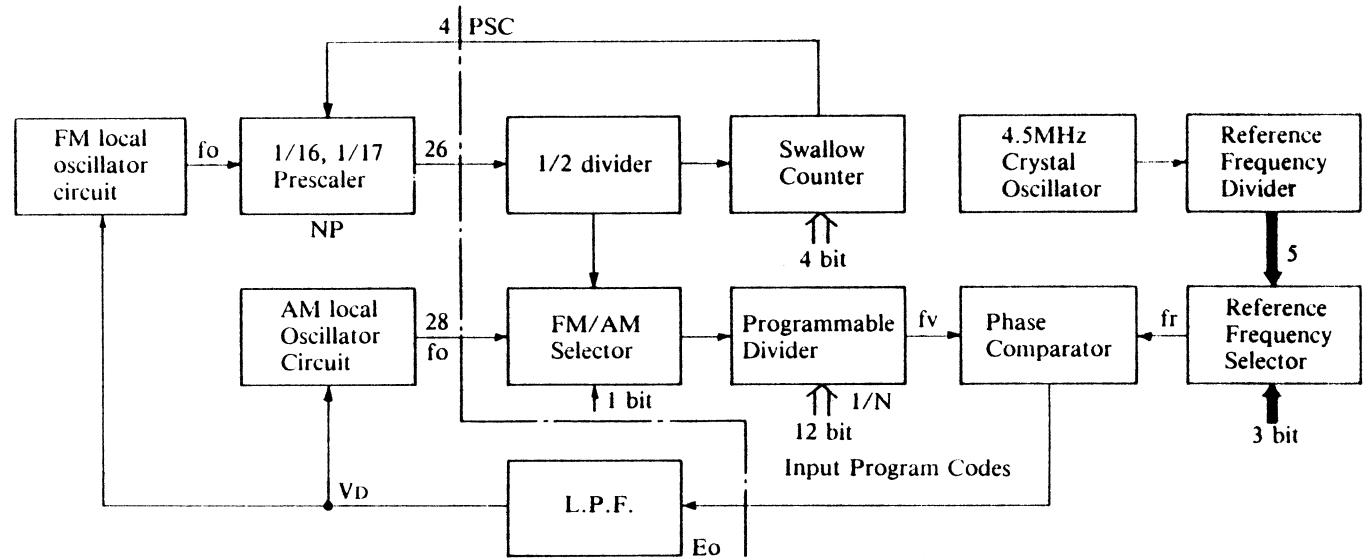 4 PSC
FM local
oscillator
circuit
fo
1/16, 1/17
Prescaler
NP
26
1/2 divider
Swallow
Counter
4 bit
4.5MHz
Crystal
Oscillator
Reference
Frequency
Divider
5
AM local
Oscillator
Circuit
28
fo
FM/AM
Selector
1 bit
Programmable
Divider
1/N
12 bit
fv
Phase
Comparator
fr
Reference
Frequency
Selector
3 bit
Input Program Codes
VD
L.P.F.
Eo